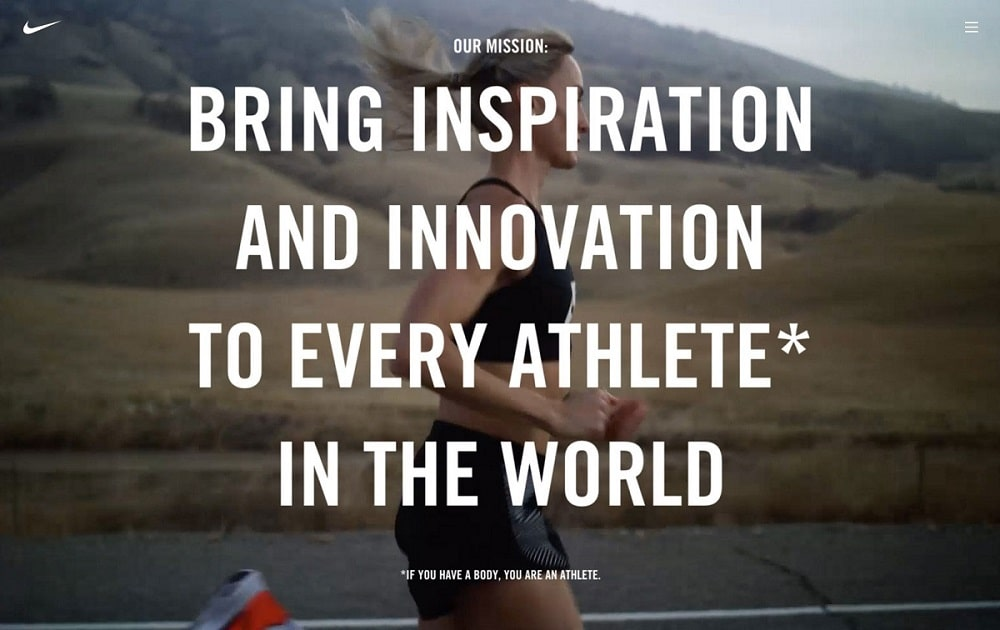 OUR MISSION:
BRING INSPIRATION
AND INNOVATION
TO EVERY ATHLETE*
IN THE WORLD
*IF YOU HAVE A BODY, YOU ARE AN ATHLETE.